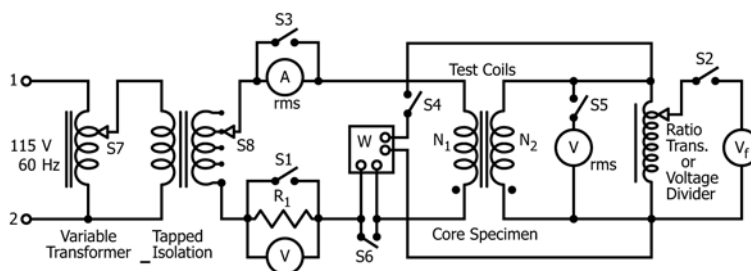 S3
1
A
rms
S4
Test Coils
S2
115 V
60 Hz
S7
S8
S1
R1
V
W
N1
N2
S5
V
rms
Ratio
Trans.
or
Voltage
Divider
Vf
2
Variable
Transformer
Tapped
_Isolation
V
S6
Core Specimen